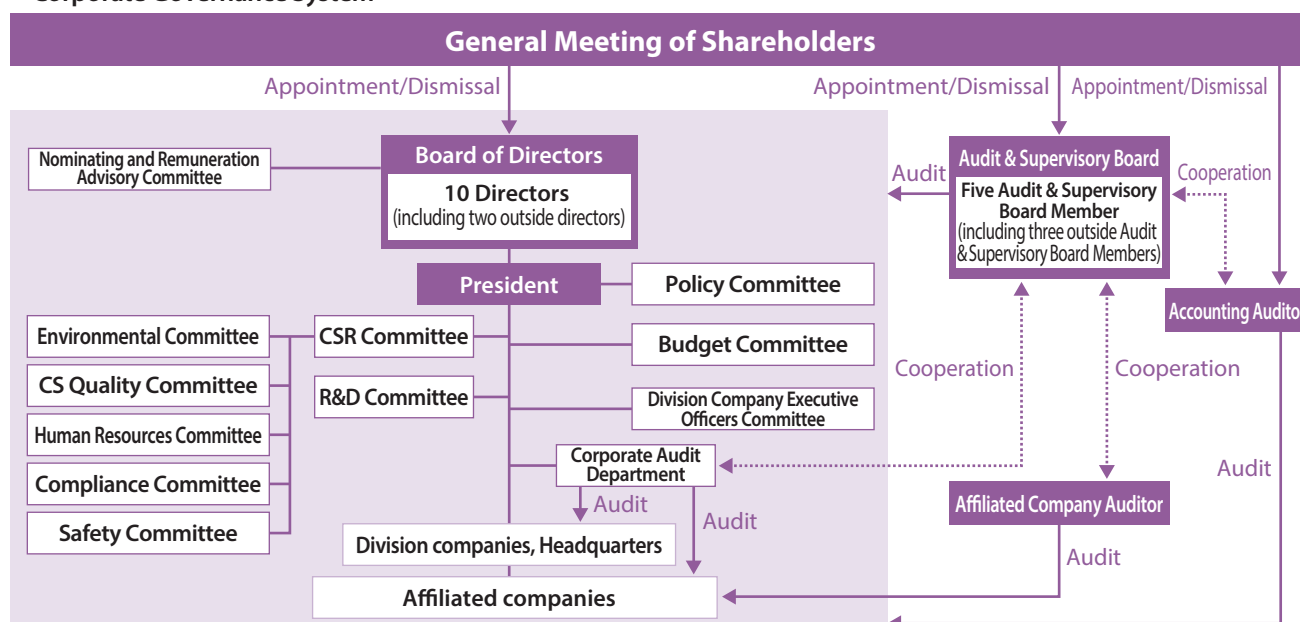 Corporate Governance System
General Meeting of Shareholders
Appointment/Dismissal
Appointment/Dismissal
Appointment/Dismissal
Nominating and Remuneration
Advisory Committee
Board of Directors
10 Directors
(including two outside directors)
Audit
Audit & Supervisory Board
Five Audit & Supervisory
Board Member
(including three outside Audit
& Supervisory Board Members)
Cooperation
President
Policy Committee
Accounting Auditor
Environmental Committee
CSR Committee
Budget Committee
CS Quality Committee
R&D Committee
Division Company Executive
Officers Committee
Cooperation
Cooperation
Human Resources Committee
Corporate Audit
Department
Audit
Compliance Committee
Audit
Audit
Affiliated Company Auditor
Safety Committee
Division companies, Headquarters
Audit
Affiliated companies